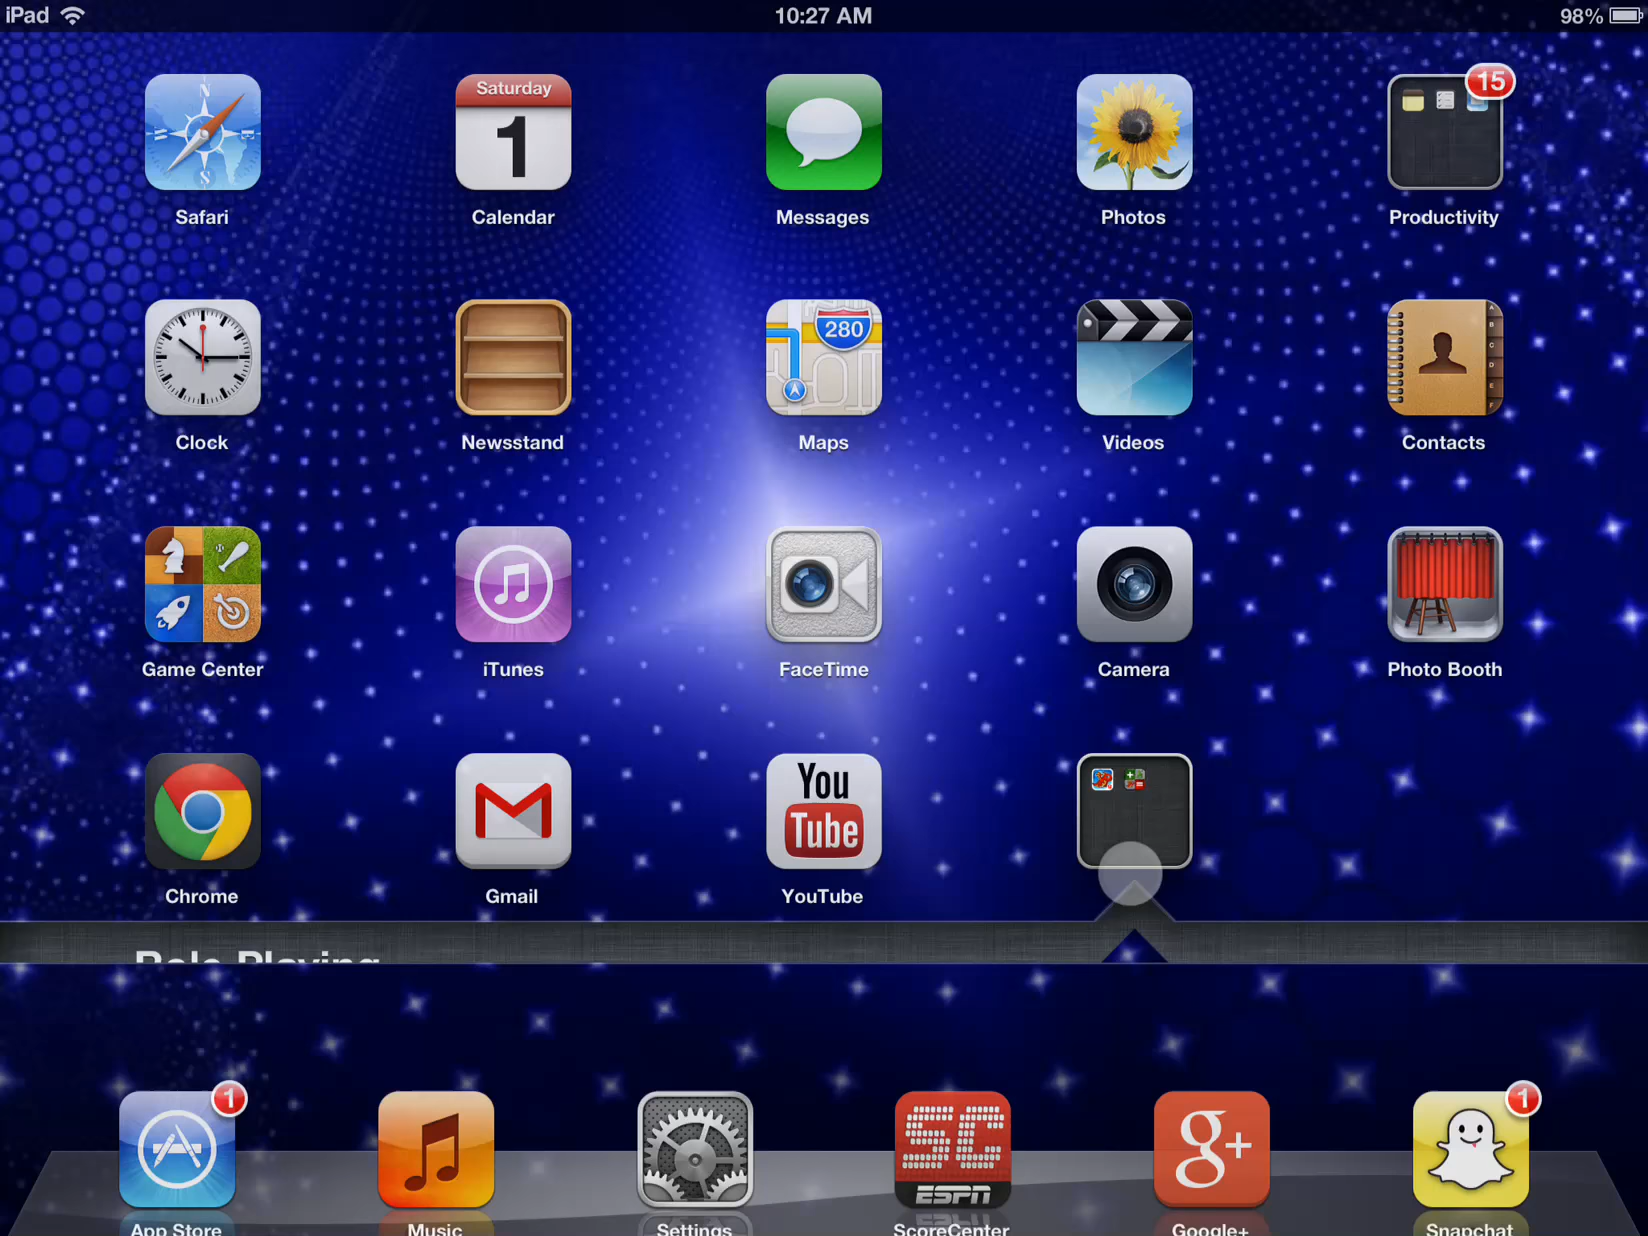 iPad 10:27 AM 98%
Saturday 15
N
1
S
Safari Calendar Messages Photos Productivity
280
A
B
C
D
E
F
Clock Newsstand Maps Videos Contacts
Game Center iTunes FaceTime Camera Photo Booth
You
Tube
Chrome Gmail YouTube
Role Playing
1 1
SC
g+
ESPN
App Store Music Settings ScoreCenter Google+ Snapchat